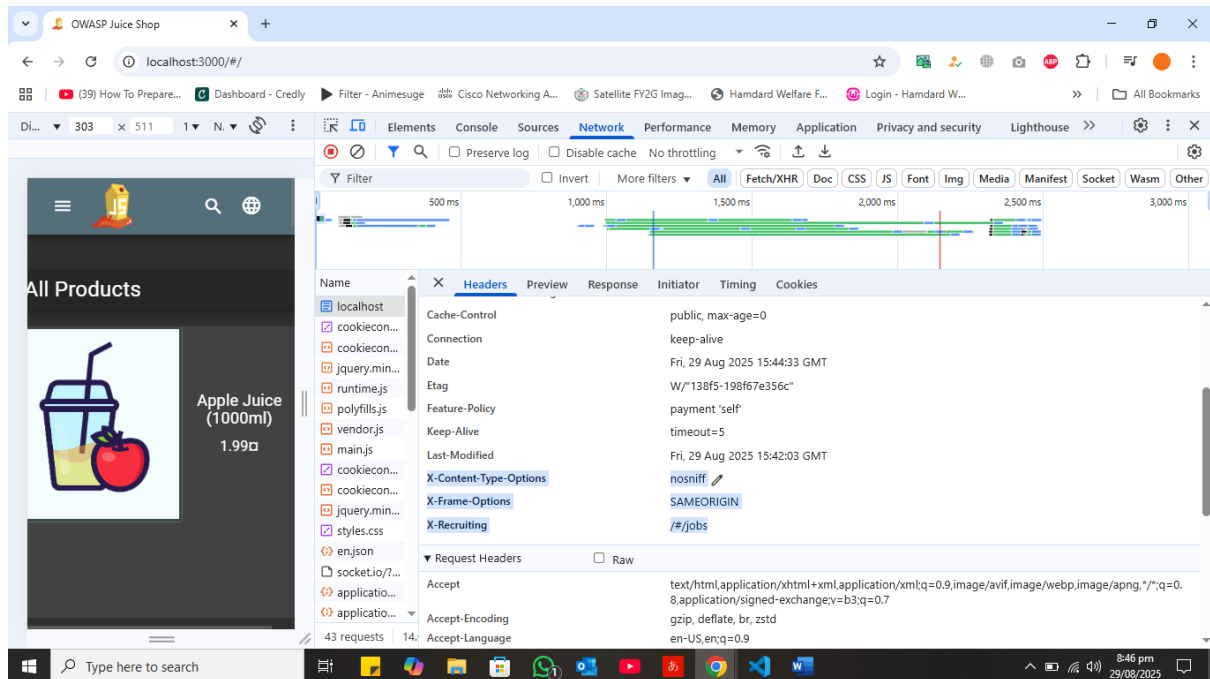 OWASP Juice Shop
localhost:3000/#/
ABP
(39) How To Prepare...
Dashboard - Credly
Filter - Animesuge
Cisco Networking A...
Satellite FY2G Imag...
Hamdard Welfare F...
Login - Hamdard W...
All Bookmarks
Di... 303 × 511 1 N.
Elements Console Sources Network Performance Memory Application Privacy and security Lighthouse
Preserve log Disable cache No throttling
Filter Invert More filters All Fetch/XHR Doc CSS JS Font Img Media Manifest Socket Wasm Other
500 ms 1,000 ms 1,500 ms 2,000 ms 2,500 ms 3,000 ms
JS
All Products
Apple Juice
(1000ml)
1.99¤
Name
localhost
cookiecon...
cookiecon...
jquery.min...
runtime.js
polyfills.js
vendor.js
main.js
cookiecon...
cookiecon...
jquery.min...
styles.css
en.json
socket.io/?...
applicatio...
applicatio...
43 requests 14.
Headers Preview Response Initiator Timing Cookies
Cache-Control public, max-age=0
Connection keep-alive
Date Fri, 29 Aug 2025 15:44:33 GMT
Etag W/"138f5-198f67e356c"
Feature-Policy payment 'self'
Keep-Alive timeout=5
Last-Modified Fri, 29 Aug 2025 15:42:03 GMT
X-Content-Type-Options nosniff
X-Frame-Options SAMEORIGIN
X-Recruiting /#/jobs
Request Headers Raw
Accept text/html,application/xhtml+xml,application/xml;q=0.9,image/avif,image/webp,image/apng,*/*;q=0.
8,application/signed-exchange;v=b3;q=0.7
Accept-Encoding gzip, deflate, br, zstd
Accept-Language en-US,en;q=0.9
Type here to search
あ
8:46 pm
29/08/2025